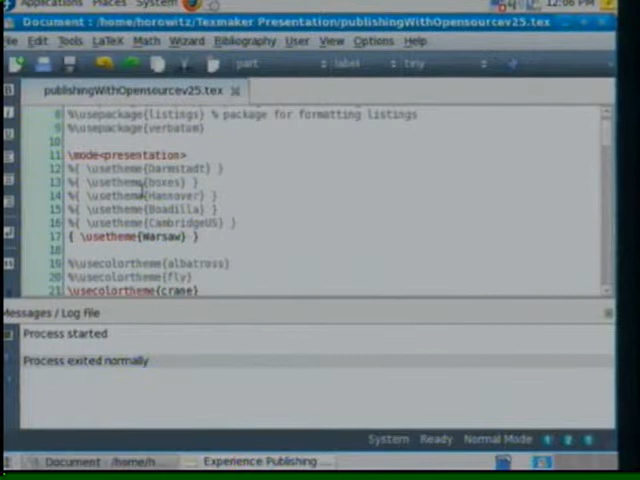 Applications Places System 12:06 PM
Document : /home/horowitz/Texmaker Presentation/publishingWithOpensourcev25.tex
File Edit Tools LaTeX Math Wizard Bibliography User View Options Help
part label tiny
publishingWithOpensourcev25.tex
8 %\usepackage{listings} % package for formatting listings
9 %\usepackage{verbatum}
10
11 \mode<presentation>
12 %{ \usetheme{Darmstadt} }
13 %{ \usetheme{boxes} }
14 %{ \usetheme{Hannover} }
15 %{ \usetheme{Boadilla} }
16 %{ \usetheme{CambridgeUS} }
17 { \usetheme{Warsaw} }
18
19 %\usecolortheme{albatross}
20 %\usecolortheme{fly}
21 \usecolortheme{crane}
Messages / Log File
Process started
Process exited normally
System Ready Normal Mode
Document : /home/h... Experience Publishing ...